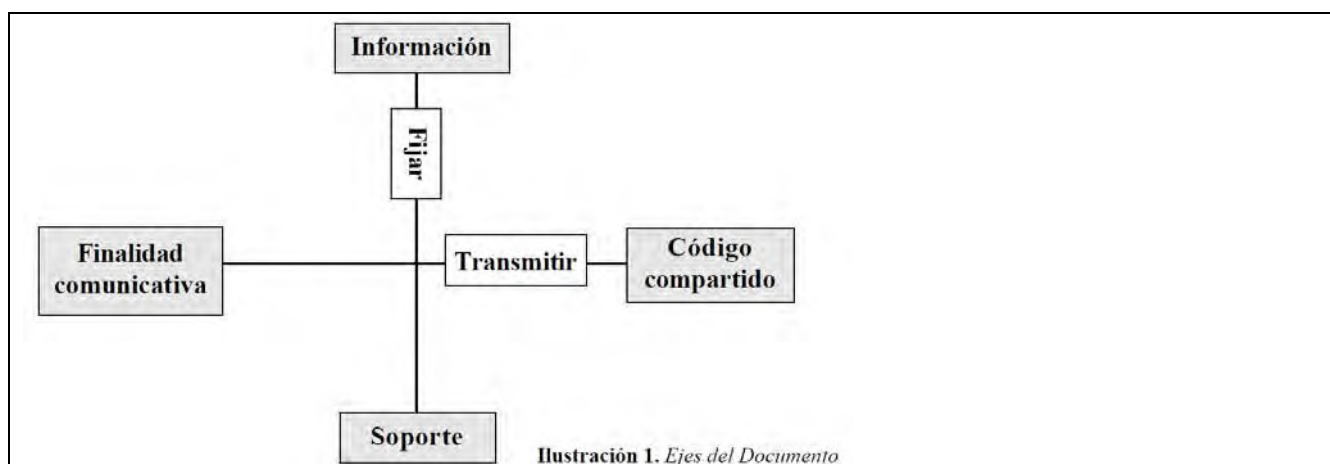 Información
Fijar
Finalidad
comunicativa
Transmitir
Código
compartido
Soporte
Ilustración 1. Ejes del Documento